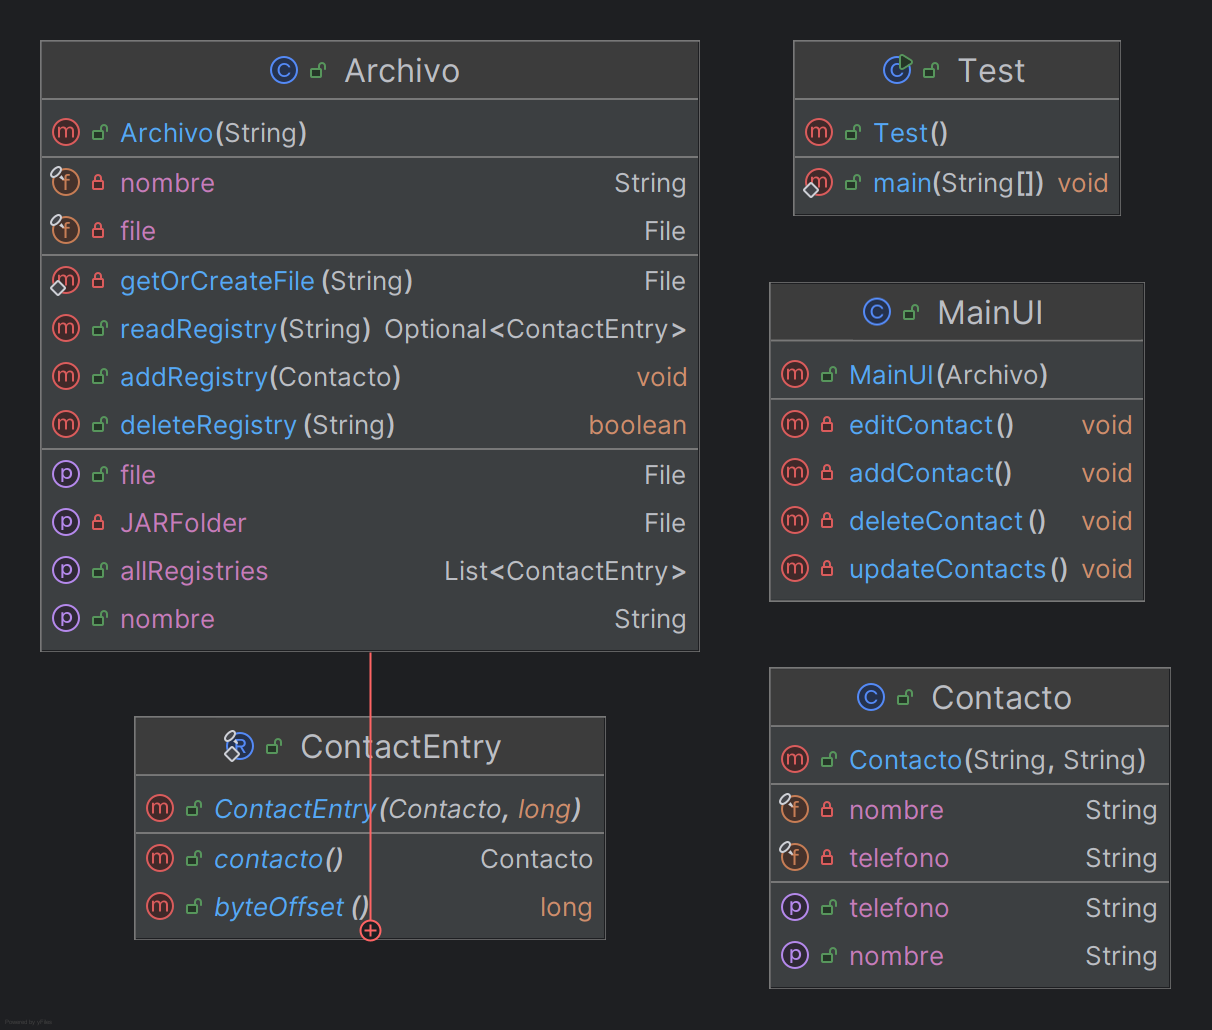 Archivo
Archivo(String)
nombre String
file File
getOrCreateFile (String) File
readRegistry(String) Optional<ContactEntry>
addRegistry(Contacto) void
deleteRegistry (String) boolean
file File
JARFolder File
allRegistries List<ContactEntry>
nombre String
ContactEntry
ContactEntry(Contacto, long)
contacto() Contacto
byteOffset () long
Test
Test()
main(String[]) void
MainUI
MainUI(Archivo)
editContact () void
addContact() void
deleteContact () void
updateContacts () void
Contacto
Contacto(String, String)
nombre String
telefono String
telefono String
nombre String
Powered by yFiles